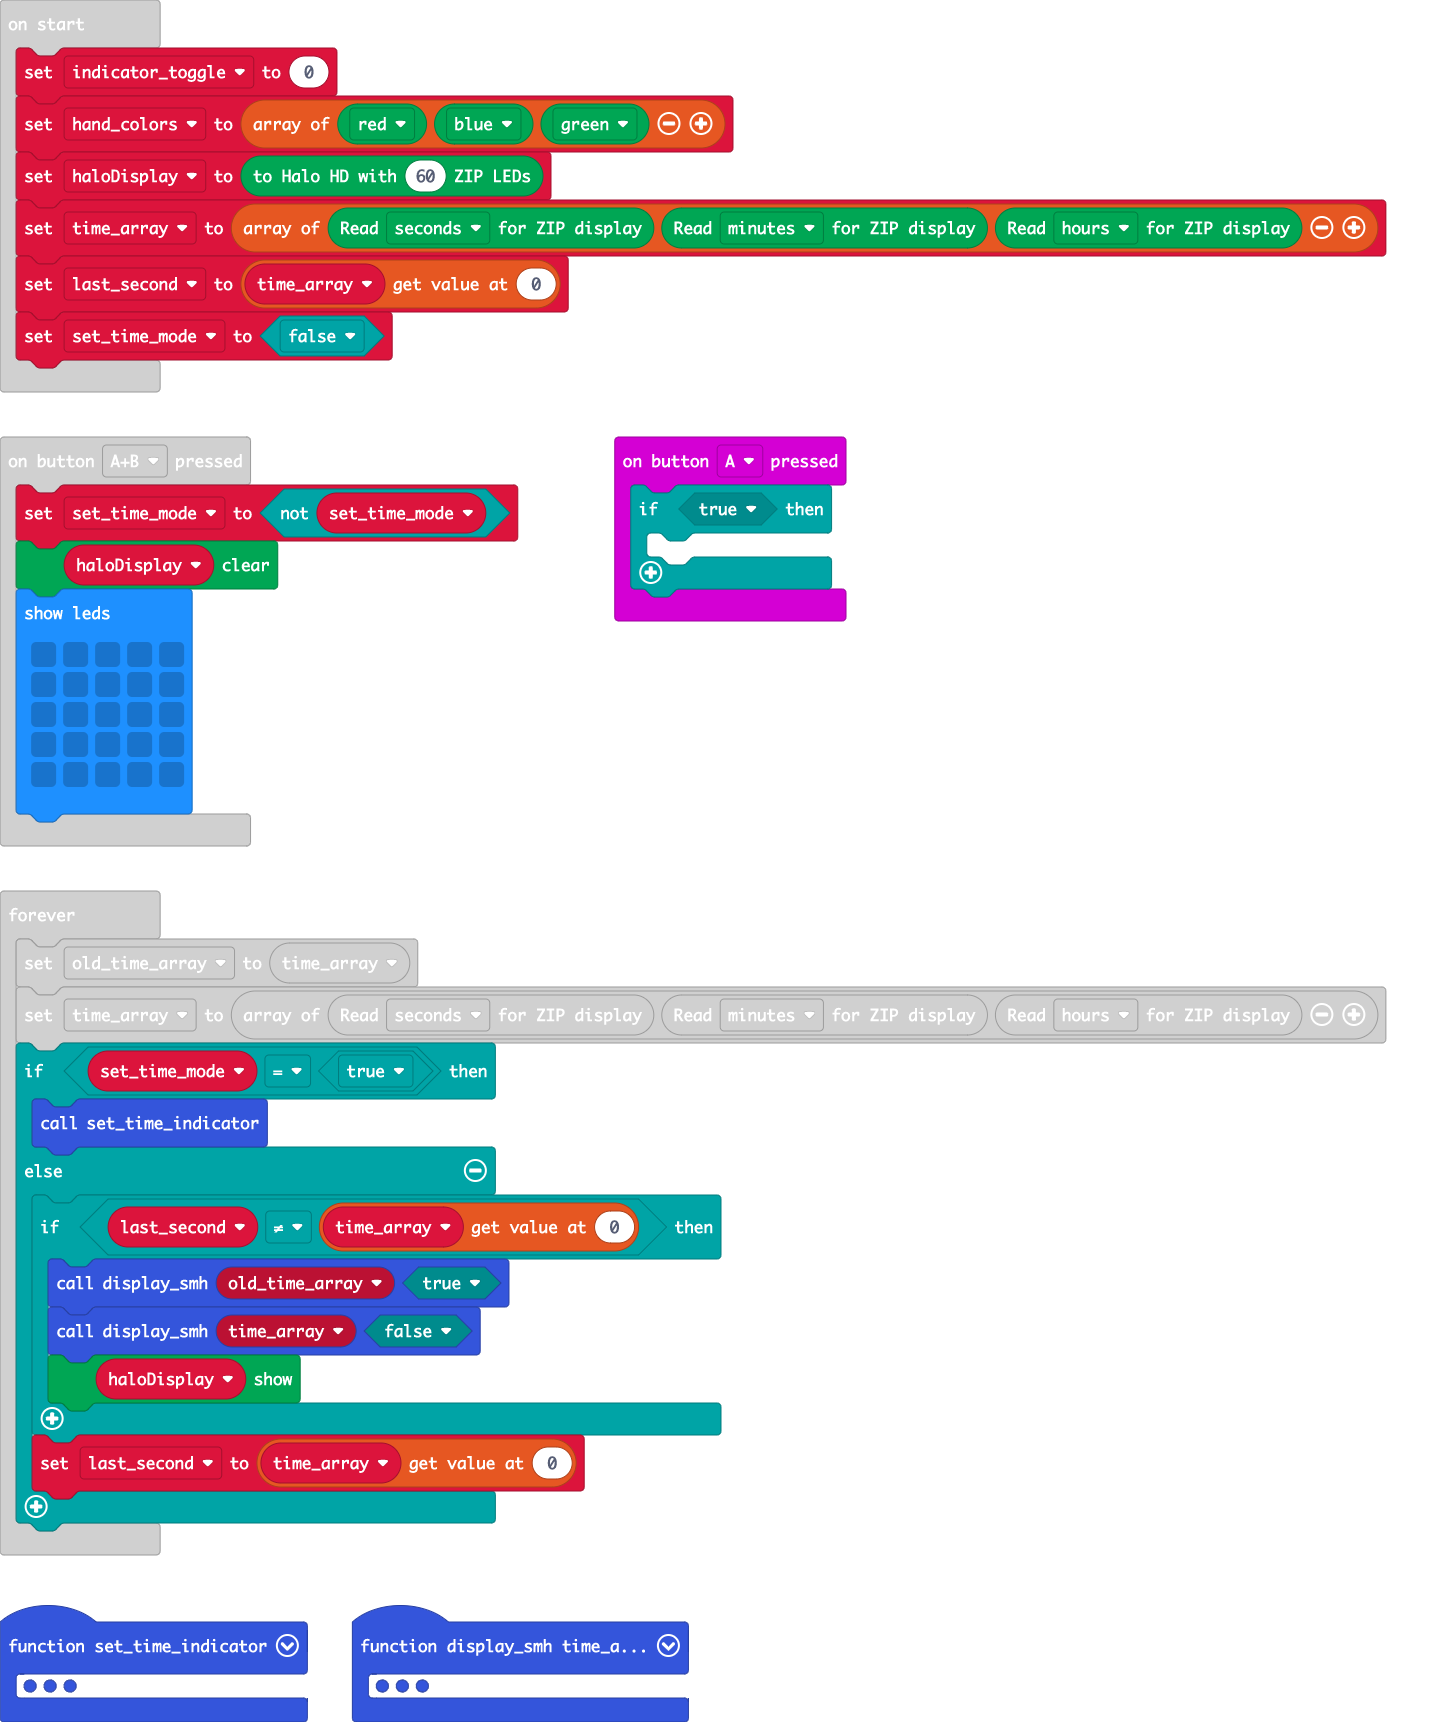 on start
set indicator_toggle to 0
set hand_colors to array of red blue green
set haloDisplay to to Halo HD with 60 ZIP LEDs
set time_array to array of Read seconds for ZIP display Read minutes for ZIP display Read hours for ZIP display
set last_second to time_array get value at 0
set set_time_mode to false
on button A+B pressed
set set_time_mode to not set_time_mode
haloDisplay clear
show leds
on button A pressed
if true then
forever
set old_time_array to time_array
set time_array to array of Read seconds for ZIP display Read minutes for ZIP display Read hours for ZIP display
if set_time_mode = true then
call set_time_indicator
else
if last_second ≠ time_array get value at 0 then
call display_smh old_time_array true
call display_smh time_array false
haloDisplay show
set last_second to time_array get value at 0
function set_time_indicator
function display_smh time_a...